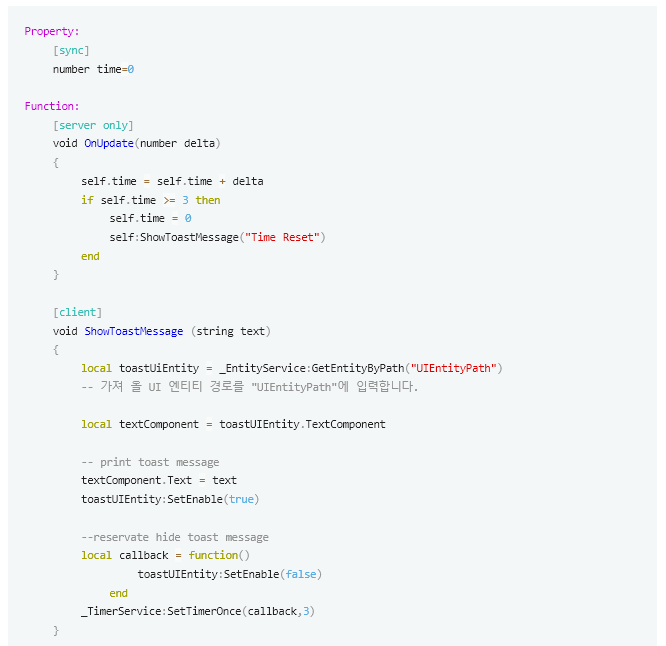 Property:
[sync]
number time=0
Function:
[server only]
void OnUpdate(number delta)
{
self.time = self.time + delta
if self.time >= 3 then
self.time = 0
self:ShowToastMessage("Time Reset")
end
}
[client]
void ShowToastMessage (string text)
{
local toastUiEntity = _EntityService:GetEntityByPath("UIEntityPath")
-- 가져 올 UI 엔티티 경로를 "UIEntityPath"에 입력합니다.
local textComponent = toastUIEntity.TextComponent
-- print toast message
textComponent.Text = text
toastUIEntity:SetEnable(true)
--reservate hide toast message
local callback = function()
toastUIEntity:SetEnable(false)
end
_TimerService:SetTimerOnce(callback,3)
}